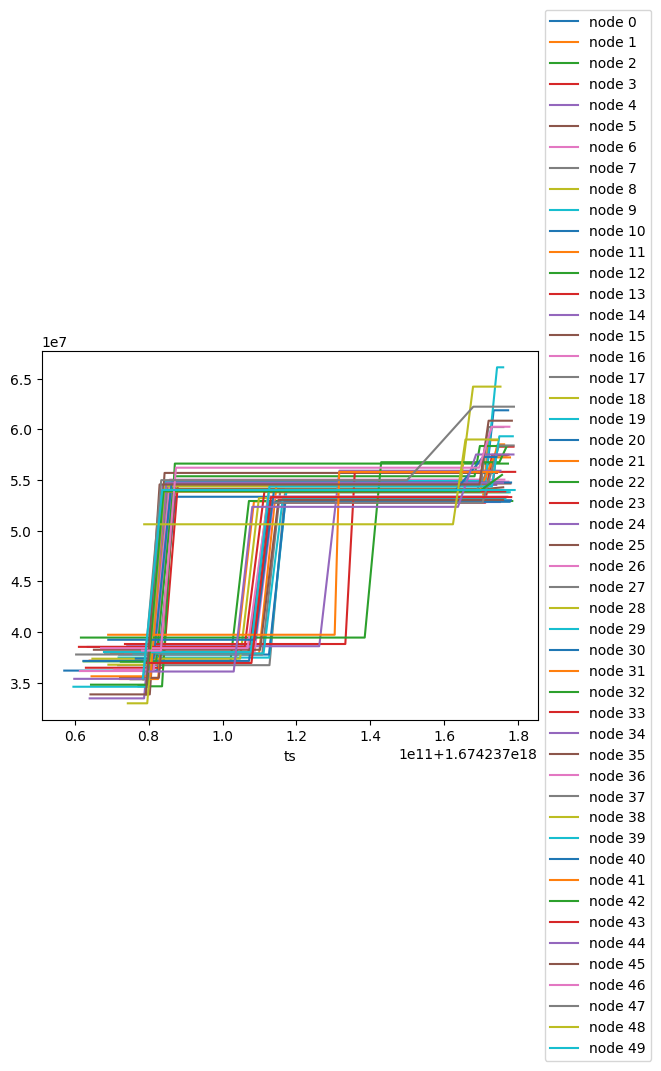 1e7
6.5
6.0
5.5
5.0
4.5
4.0
3.5
0.6 0.8 1.0 1.2 1.4 1.6 1.8
ts
1e11+1.674237e18
node 0
node 1
node 2
node 3
node 4
node 5
node 6
node 7
node 8
node 9
node 10
node 11
node 12
node 13
node 14
node 15
node 16
node 17
node 18
node 19
node 20
node 21
node 22
node 23
node 24
node 25
node 26
node 27
node 28
node 29
node 30
node 31
node 32
node 33
node 34
node 35
node 36
node 37
node 38
node 39
node 40
node 41
node 42
node 43
node 44
node 45
node 46
node 47
node 48
node 49